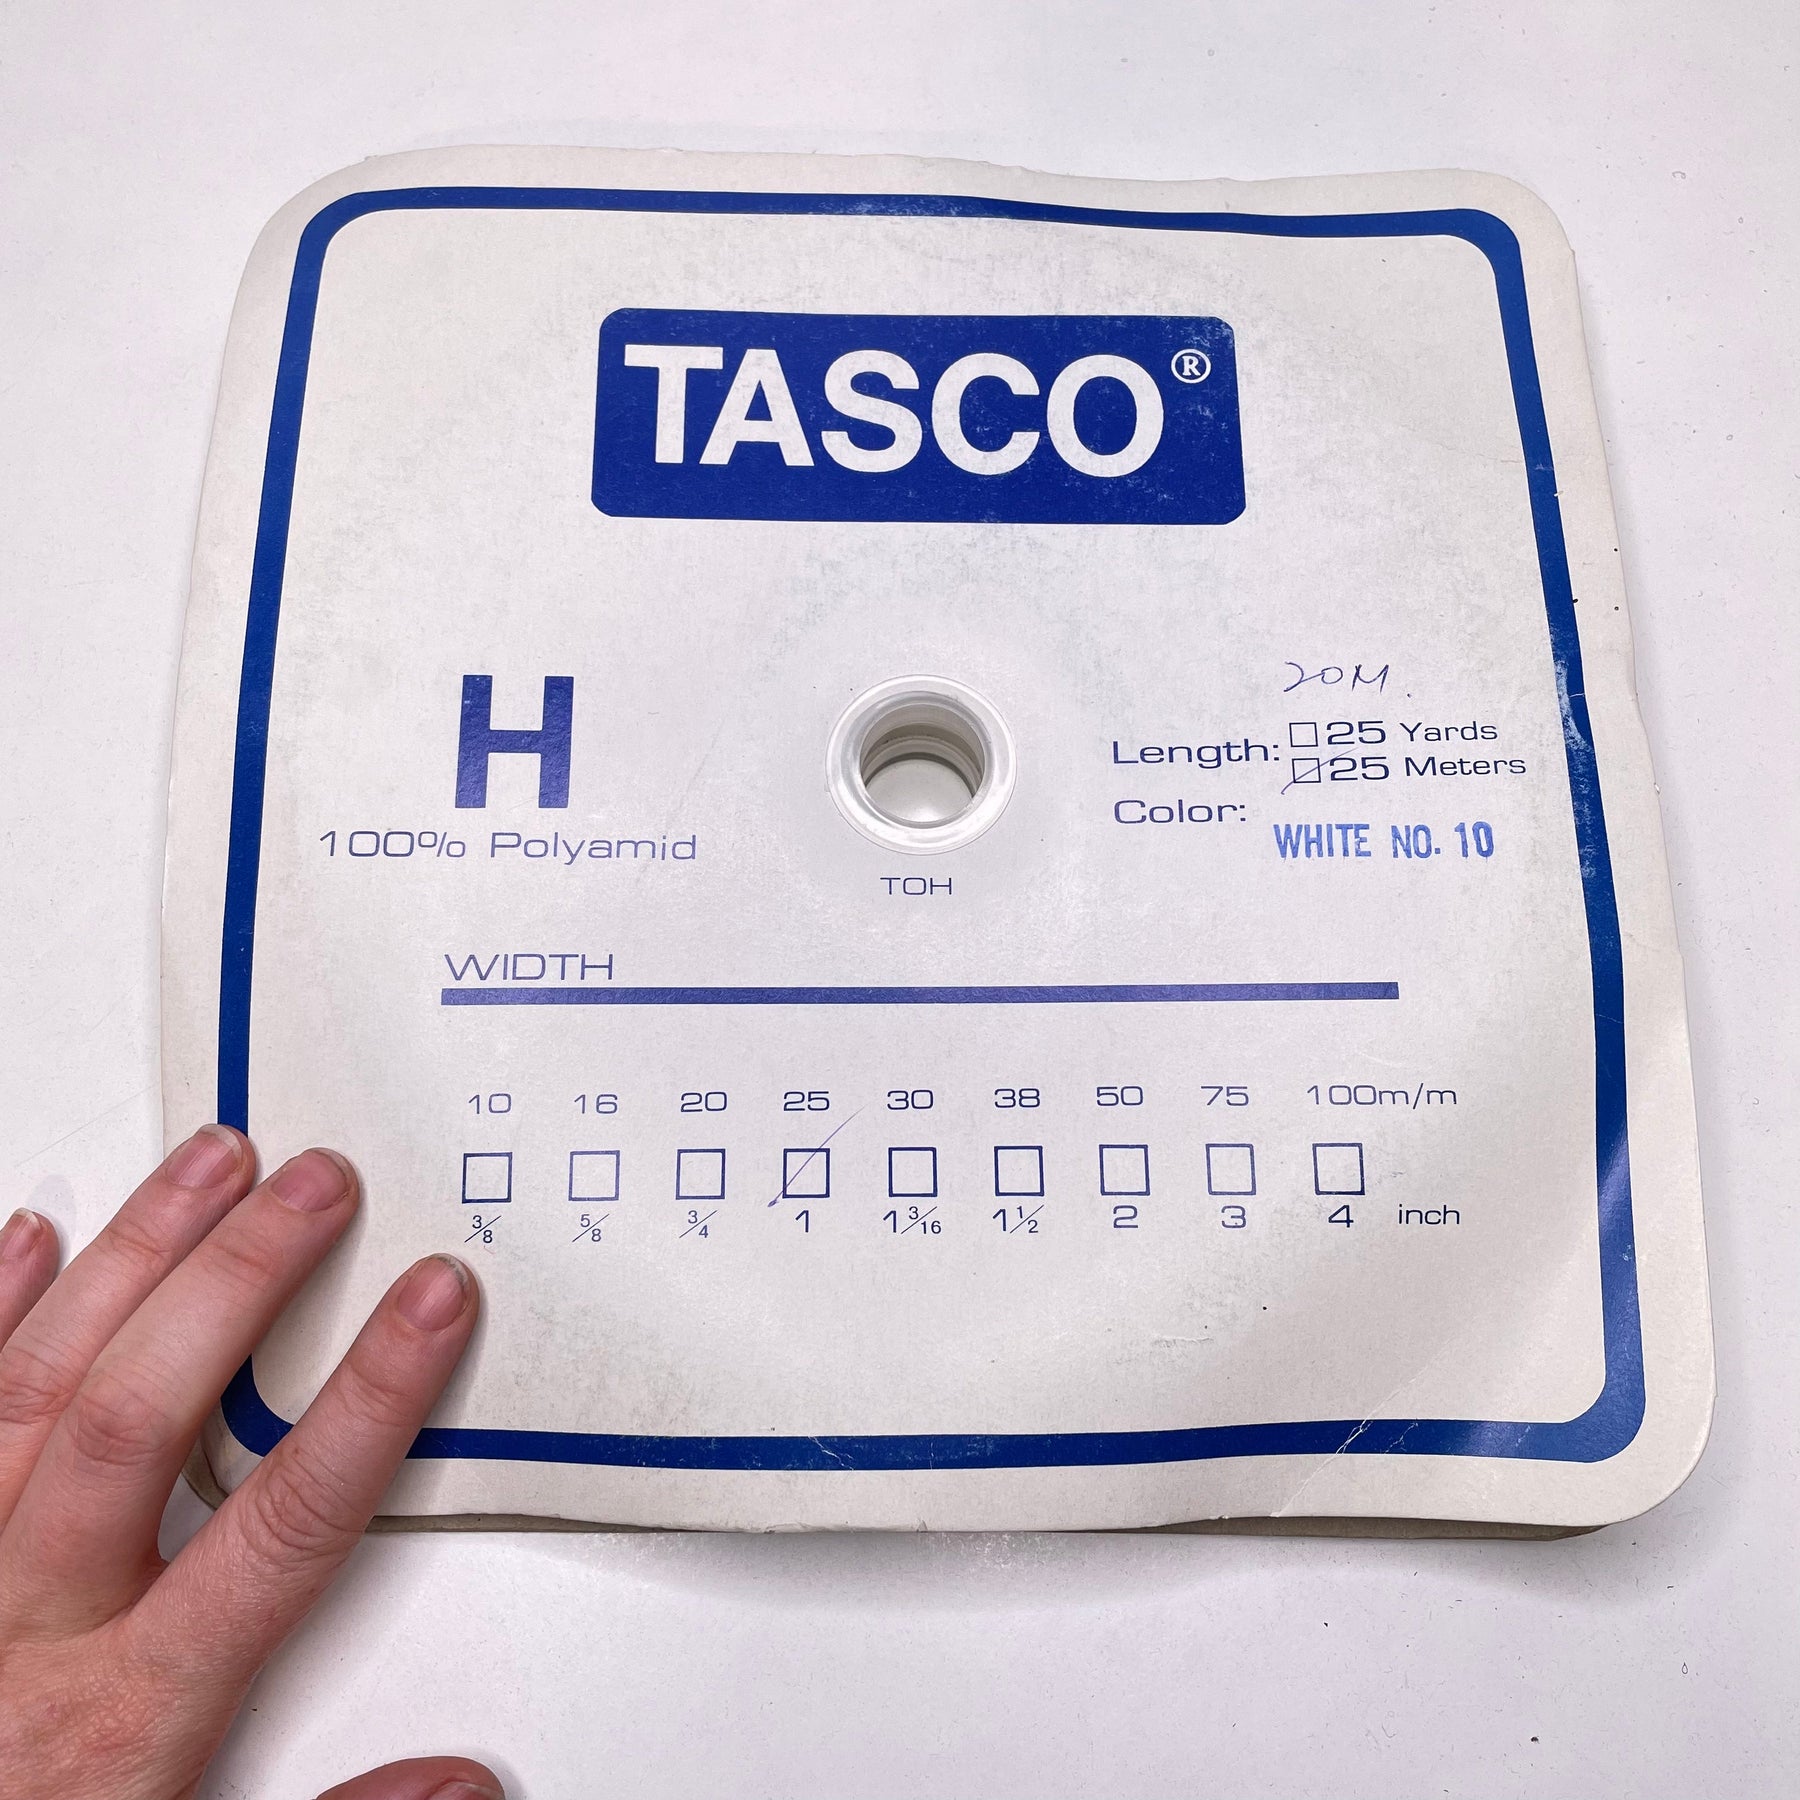 TASCO®
H
100% Polyamid
TOH
20M.
Length: 25 Yards
25 Meters
Color:
WHITE NO. 10
WIDTH
10 16 20 25 30 38 50 75 100m/m
3/8 5/8 3/4 1 1 3/16 1 1/2 2 3 4 inch